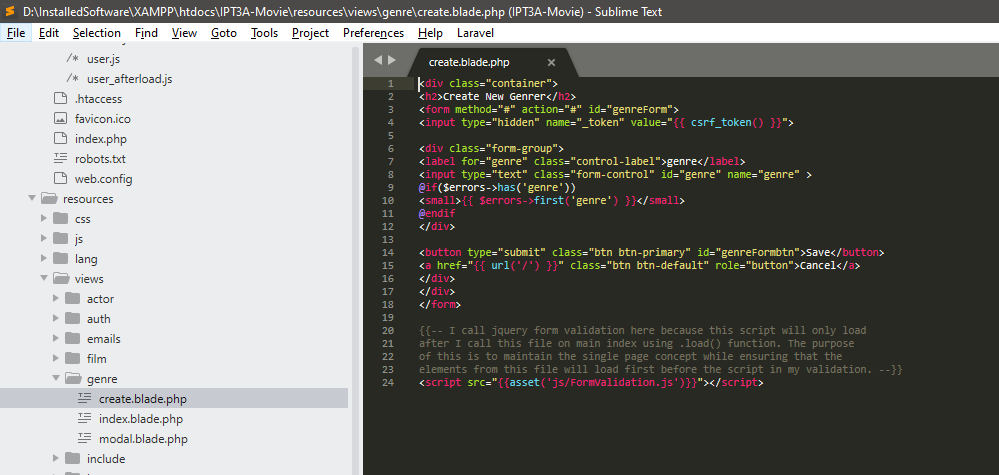 D:\InstalledSoftware\XAMPP\htdocs\IPT3A-Movie\resources\views\genre\create.blade.php (IPT3A-Movie) - Sublime Text
File Edit Selection Find View Goto Tools Project Preferences Help Laravel
user.js
/* user_afterload.js
.htaccess
favicon.ico
index.php
robots.txt
web.config
resources
css
js
lang
views
actor
auth
emails
film
genre
create.blade.php
index.blade.php
modal.blade.php
include
create.blade.php
1 <div class="container">
2 <h2>Create New Genrer</h2>
3 <form method="#" action="#" id="genreForm">
4 <input type="hidden" name="_token" value="{{ csrf_token() }}">
5
6 <div class="form-group">
7 <label for="genre" class="control-label">genre</label>
8 <input type="text" class="form-control" id="genre" name="genre" >
9 @if($errors->has('genre'))
10 <small>{{ $errors->first('genre') }}</small>
11 @endif
12 </div>
13
14 <button type="submit" class="btn btn-primary" id="genreFormbtn">Save</button>
15 <a href="{{ url('/') }}" class="btn btn-default" role="button">Cancel</a>
16 </div>
17 </div>
18 </form>
19
20 {{-- I call jquery form validation here because this script will only load
21 after I call this file on main index using .load() function. The purpose
22 of this is to maintain the single page concept while ensuring that the
23 elements from this file will load first before the script in my validation. --}}
24 <script src="{{asset('js/FormValidation.js')}}"></script>